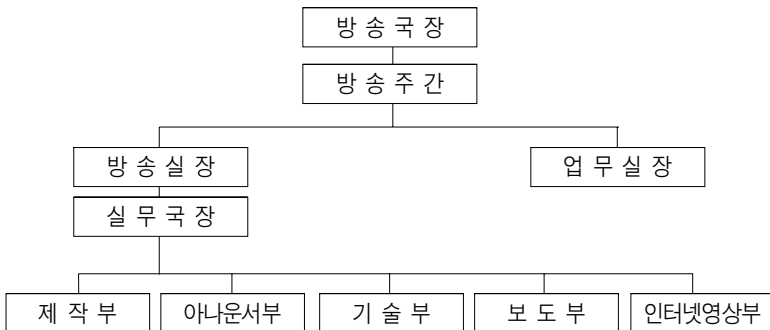 방 송 국 장
방 송 주 간
방 송 실 장
업 무 실 장
실 무 국 장
제 작 부
아나운서부
기 술 부
보 도 부
인터넷영상부